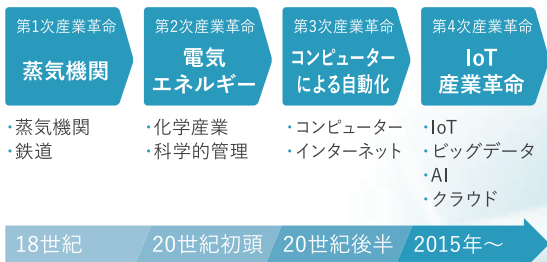 第1次産業革命
蒸気機関
・蒸気機関
・鉄道
第2次産業革命
電気
エネルギー
・化学産業
・科学的管理
第3次産業革命
コンピューター
による自動化
・コンピューター
・インターネット
第4次産業革命
IoT
産業革命
・IoT
・ビッグデータ
・AI
・クラウド
18世紀
20世紀初頭
20世紀後半
2015年～